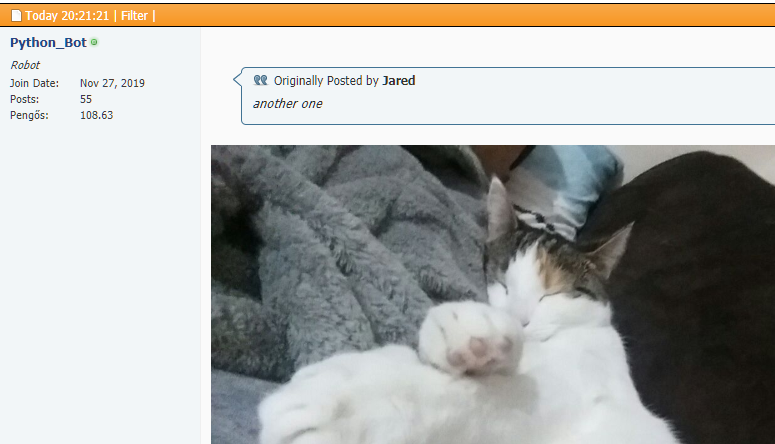 Today 20:21:21 | Filter |
Python_Bot
Robot
Join Date: Nov 27, 2019
Posts: 55
Pengős: 108.63
Originally Posted by Jared
another one